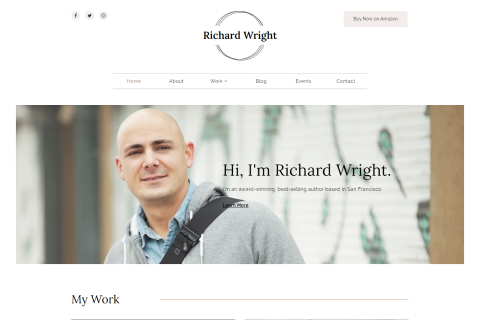 Richard Wright
Buy Now on Amazon
Home
About
Work
Blog
Events
Contact
Hi, I'm Richard Wright.
I'm an award-winning, best-selling author based in San Francisco.
Learn More
My Work